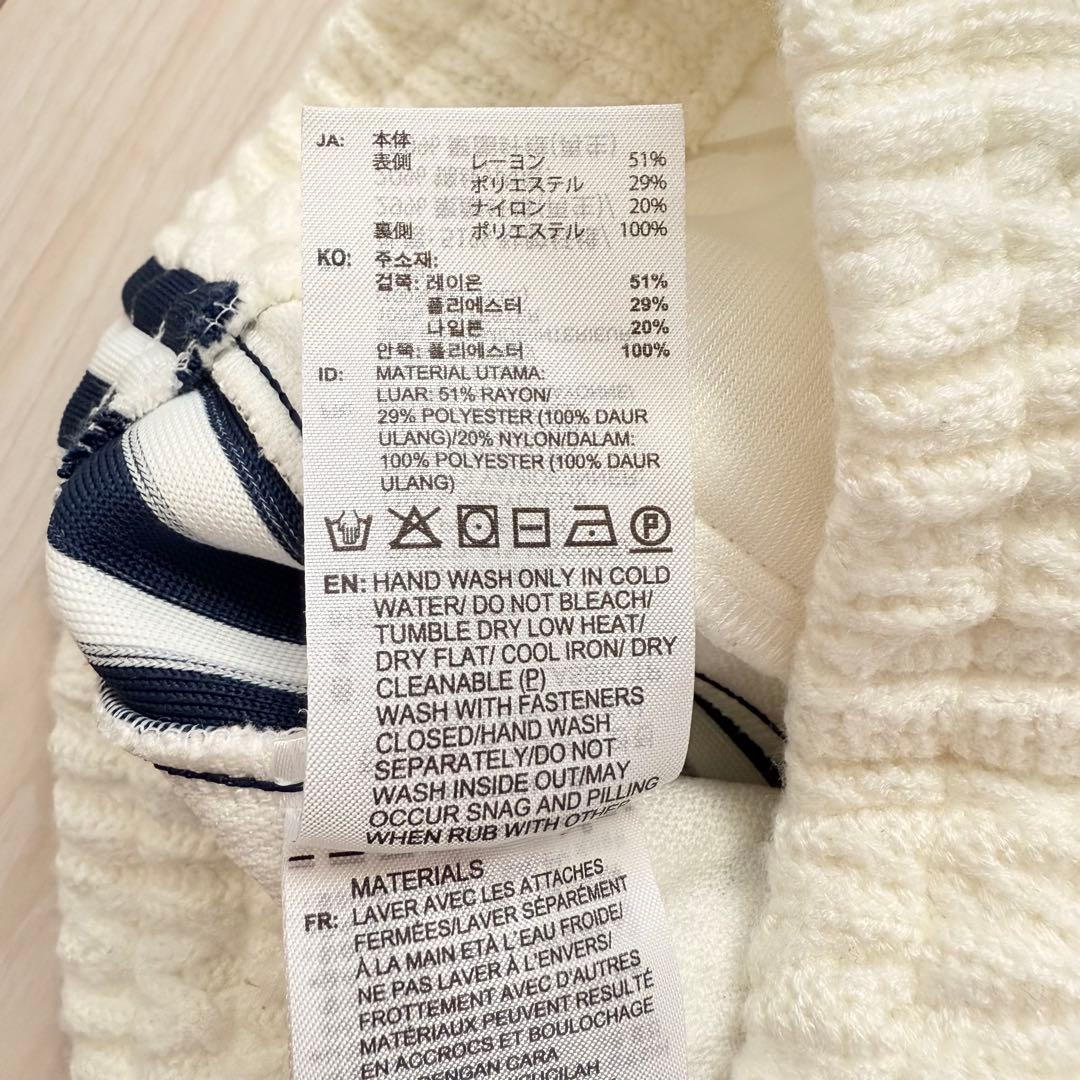 JA: 本体
表側 レーヨン 51%
ポリエステル 29%
ナイロン 20%
裏側 ポリエステル 100%
KO: 주소재:
겉쪽: 레이온 51%
폴리에스터 29%
나일론 20%
안쪽: 폴리에스터 100%
ID: MATERIAL UTAMA:
LUAR: 51% RAYON/
29% POLYESTER (100% DAUR
ULANG)/20% NYLON/DALAM:
100% POLYESTER (100% DAUR
ULANG)
P
EN: HAND WASH ONLY IN COLD
WATER/ DO NOT BLEACH/
TUMBLE DRY LOW HEAT/
DRY FLAT/ COOL IRON/ DRY
CLEANABLE (P)
WASH WITH FASTENERS
CLOSED/HAND WASH
SEPARATELY/DO NOT
WASH INSIDE OUT/MAY
OCCUR SNAG AND PILLING
WHEN RUB WITH OTHER
MATERIALS
FR: LAVER AVEC LES ATTACHES
FERMÉES/LAVER SÉPARÉMENT
À LA MAIN ETÀ L'EAU FROIDE/
NE PAS LAVER À L'ENVERS/
FROTTEMENT AVEC D'AUTRES
MATÉRIAUX PEUVENT RESULTÉ
EN ACCROCS ET BOULOCHAGE
DENGAN CARA